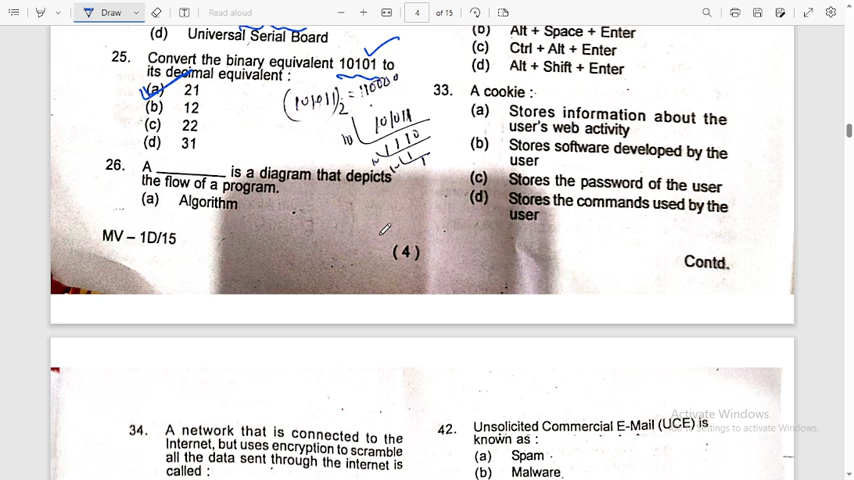 Draw
Read aloud
4
of 15
(d) Universal Serial Board
25. Convert the binary equivalent 10101 to
its decimal equivalent :
(a) 21
(b) 12
(c) 22
(d) 31
26. A ________ is a diagram that depicts
the flow of a program.
(a) Algorithm
MV – 1D/15
(4)
(b) Alt + Space + Enter
(c) Ctrl + Alt + Enter
(d) Alt + Shift + Enter
33. A cookie :
(a) Stores information about the
user's web activity
(b) Stores software developed by the
user
(c) Stores the password of the user
(d) Stores the commands used by the
user
Contd.
34. A network that is connected to the
Internet, but uses encryption to scramble
all the data sent through the internet is
called :
42. Unsolicited Commercial E-Mail (UCE) is
known as :
(a) Spam
(b) Malware
Activate Windows
Go to Settings to activate Windows.